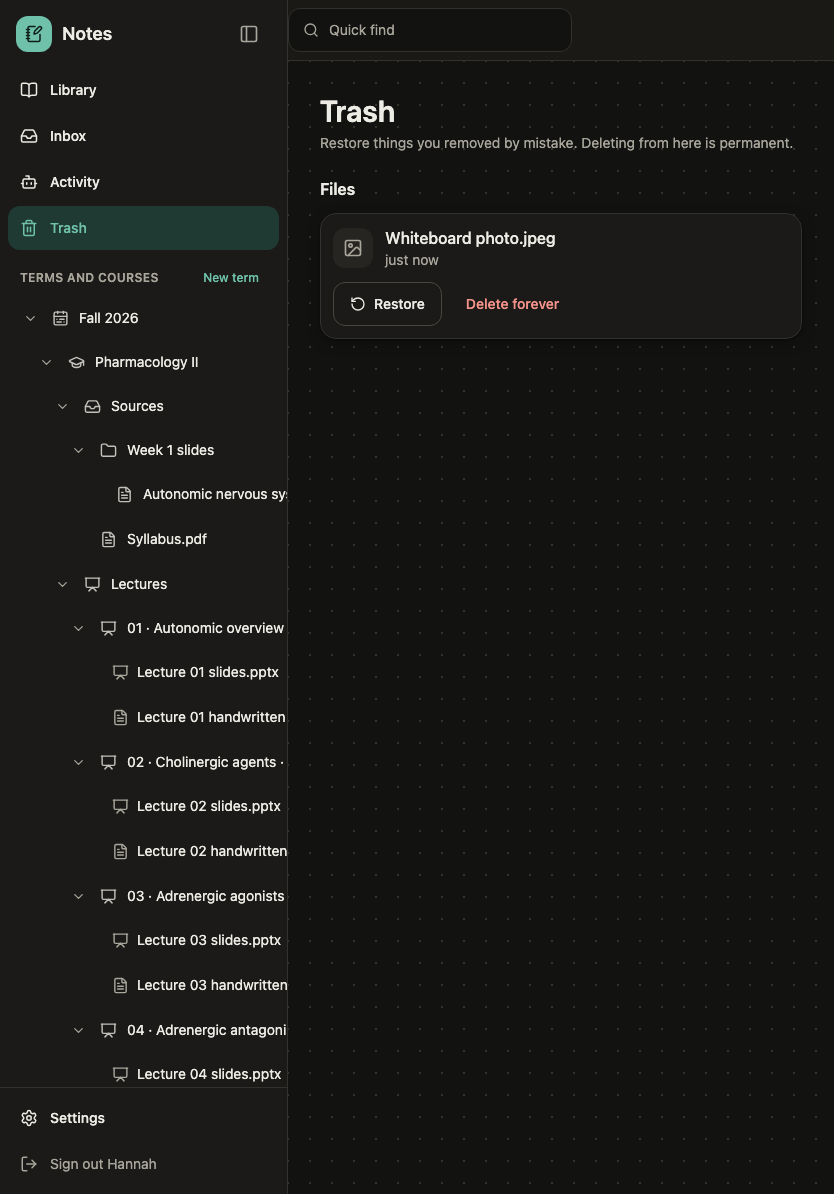 Notes
Quick find
Library
Inbox
Activity
Trash
TERMS AND COURSES New term
Fall 2026
Pharmacology II
Sources
Week 1 slides
Autonomic nervous sys
Syllabus.pdf
Lectures
01 · Autonomic overview
Lecture 01 slides.pptx
Lecture 01 handwritten
02 · Cholinergic agents ·
Lecture 02 slides.pptx
Lecture 02 handwritten
03 · Adrenergic agonists
Lecture 03 slides.pptx
Lecture 03 handwritten
04 · Adrenergic antagoni
Lecture 04 slides.pptx
Settings
Sign out Hannah
Trash
Restore things you removed by mistake. Deleting from here is permanent.
Files
Whiteboard photo.jpeg
just now
Restore Delete forever